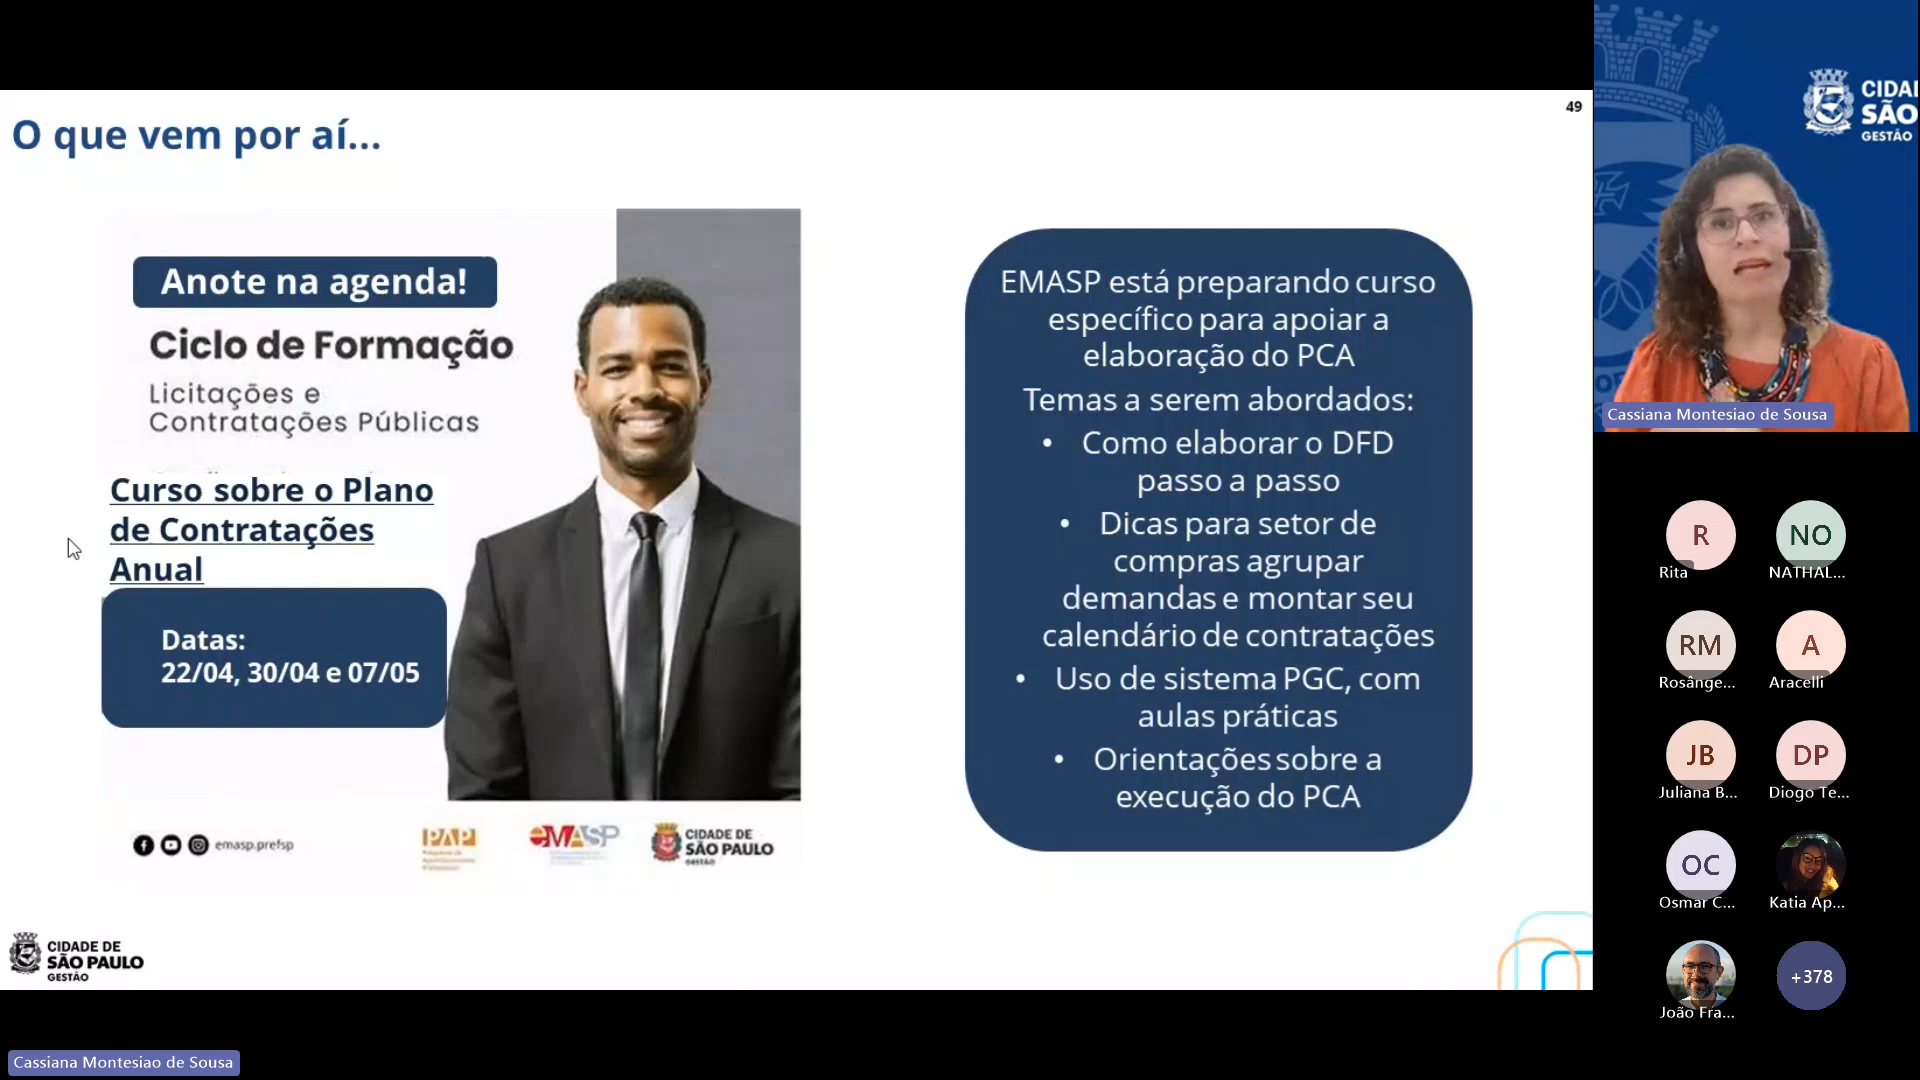 49
O que vem por aí...
Anote na agenda!
Ciclo de Formação
Licitações e
Contratações Públicas
Curso sobre o Plano
de Contratações
Anual
Datas:
22/04, 30/04 e 07/05
emasp.prefsp
PAP
eMASP
CIDADE DE
SÃO PAULO
GESTÃO
EMASP está preparando curso
específico para apoiar a
elaboração do PCA
Temas a serem abordados:
• Como elaborar o DFD
passo a passo
• Dicas para setor de
compras agrupar
demandas e montar seu
calendário de contratações
• Uso de sistema PGC, com
aulas práticas
• Orientações sobre a
execução do PCA
CIDADE DE
SÃO PAULO
GESTÃO
Cassiana Montesiao de Sousa
CIDA
SÃO
GESTÃO
Cassiana Montesiao de Sousa
R
Rita
NO
NATHAL...
RM
Rosânge...
A
Aracelli
JB
Juliana B...
DP
Diogo Te...
OC
Osmar C...
Katia Ap...
João Fra...
+378